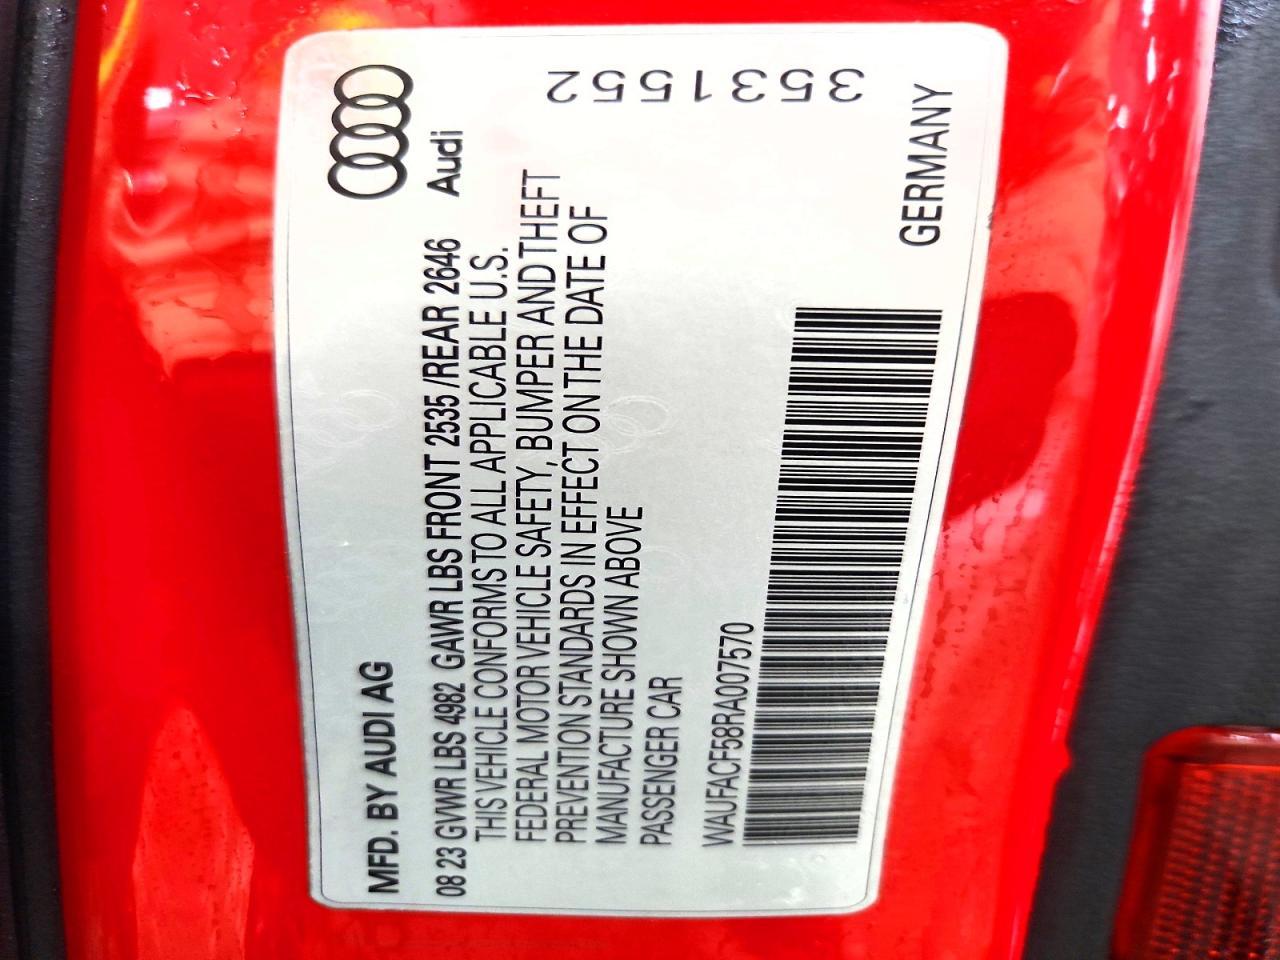 MFD. BY AUDI AG
Audi
08 23 GVWR LBS 4982 GAWR LBS FRONT 2535 /REAR 2646
THIS VEHICLE CONFORMS TO ALL APPLICABLE U.S.
FEDERAL MOTOR VEHICLE SAFETY, BUMPER AND THEFT
PREVENTION STANDARDS IN EFFECT ON THE DATE OF
MANUFACTURE SHOWN ABOVE
PASSENGER CAR
WAUFACF58RA007570
GERMANY
3531552